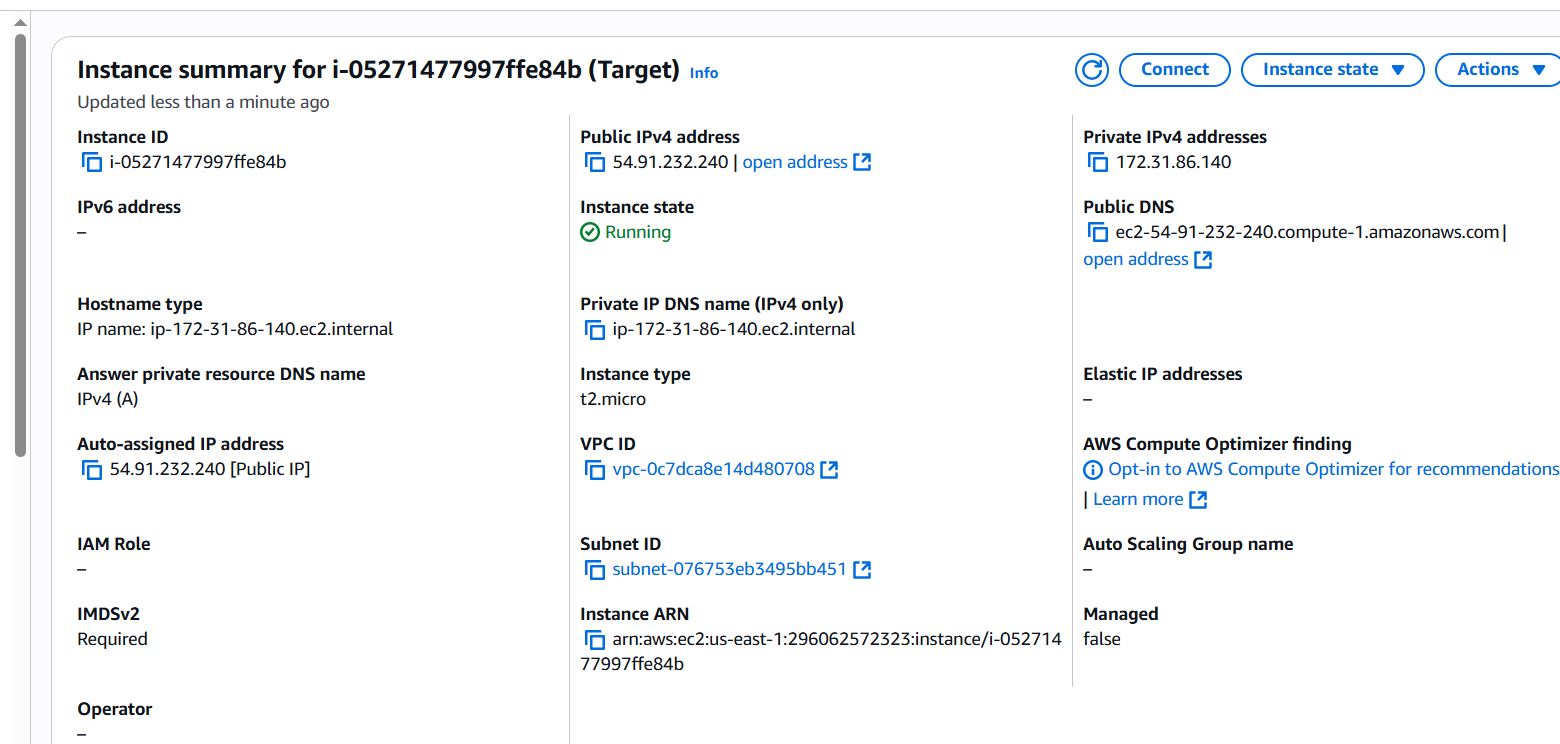 Instance summary for i-05271477997ffe84b (Target) Info
Connect
Instance state
Actions
Updated less than a minute ago
Instance ID
i-05271477997ffe84b
Public IPv4 address
54.91.232.240 | open address
Private IPv4 addresses
172.31.86.140
IPv6 address
–
Instance state
Running
Public DNS
ec2-54-91-232-240.compute-1.amazonaws.com |
open address
Hostname type
IP name: ip-172-31-86-140.ec2.internal
Private IP DNS name (IPv4 only)
ip-172-31-86-140.ec2.internal
Answer private resource DNS name
IPv4 (A)
Instance type
t2.micro
Elastic IP addresses
–
Auto-assigned IP address
54.91.232.240 [Public IP]
VPC ID
vpc-0c7dca8e14d480708
AWS Compute Optimizer finding
Opt-in to AWS Compute Optimizer for recommendations
| Learn more
IAM Role
–
Subnet ID
subnet-076753eb3495bb451
Auto Scaling Group name
–
IMDSv2
Required
Instance ARN
arn:aws:ec2:us-east-1:296062572323:instance/i-052714
77997ffe84b
Managed
false
Operator
–